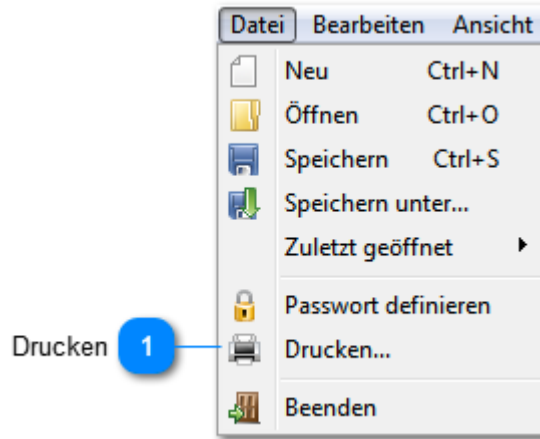 Datei Bearbeiten Ansicht
Neu Ctrl+N
Öffnen Ctrl+O
Speichern Ctrl+S
Speichern unter...
Zuletzt geöffnet
Passwort definieren
Drucken 1 Drucken...
Beenden